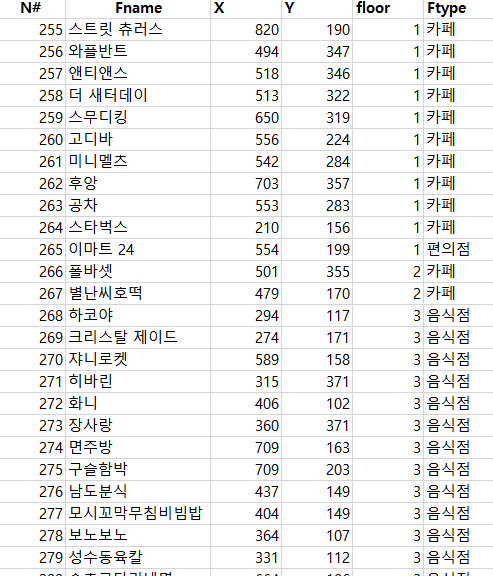 N# Fname X Y floor Ftype
255 스트릿 츄러스 820 190 1 카페
256 와플반트 494 347 1 카페
257 앤티앤스 518 346 1 카페
258 더 새터데이 513 322 1 카페
259 스무디킹 650 319 1 카페
260 고디바 556 224 1 카페
261 미니멜츠 542 284 1 카페
262 후앙 703 357 1 카페
263 공차 553 283 1 카페
264 스타벅스 210 156 1 카페
265 이마트 24 554 199 1 편의점
266 폴바셋 501 355 2 카페
267 별난씨호떡 479 170 2 카페
268 하코야 294 117 3 음식점
269 크리스탈 제이드 274 171 3 음식점
270 쟈니로켓 589 158 3 음식점
271 히바린 315 371 3 음식점
272 화니 406 102 3 음식점
273 장사랑 360 371 3 음식점
274 면주방 709 163 3 음식점
275 구슬함박 709 203 3 음식점
276 남도분식 437 149 3 음식점
277 모시꼬막무침비빔밥 404 149 3 음식점
278 보노보노 364 107 3 음식점
279 성수동육칼 331 112 3 음식점